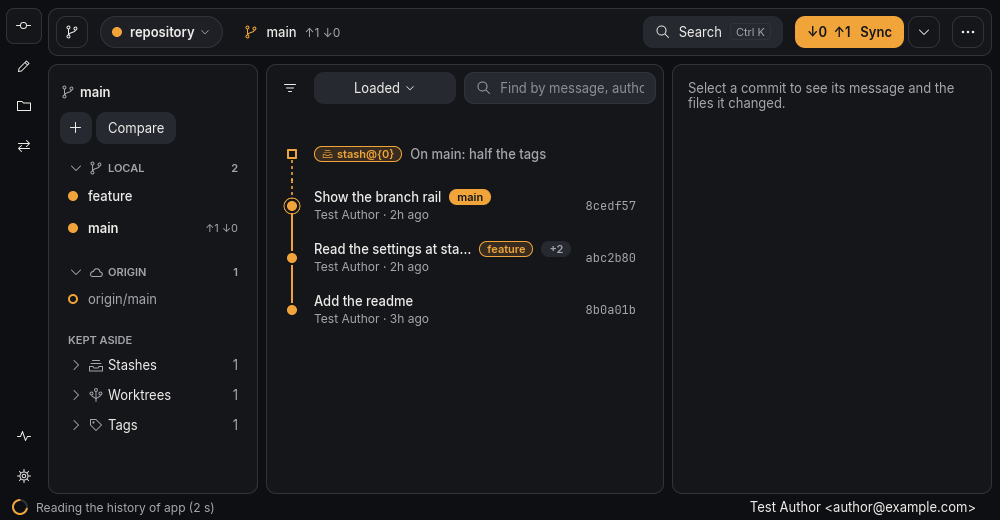 repository
main ↑1 ↓0
Search Ctrl K
↓0 ↑1 Sync
main
+ Compare
LOCAL 2
feature
main ↑1 ↓0
ORIGIN 1
origin/main
KEPT ASIDE
Stashes 1
Worktrees 1
Tags 1
Loaded
Find by message, autho
stash@{0} On main: half the tags
Show the branch rail main
Test Author · 2h ago 8cedf57
Read the settings at sta... feature +2
Test Author · 2h ago abc2b80
Add the readme
Test Author · 3h ago 8b0a01b
Select a commit to see its message and the
files it changed.
Reading the history of app (2 s)
Test Author <author@example.com>